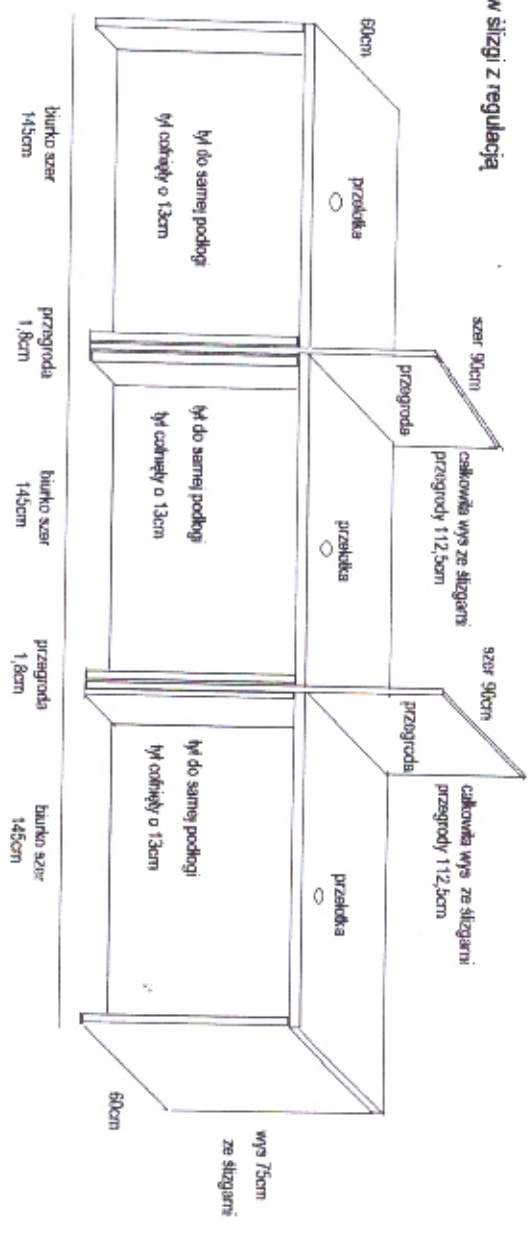 w ślizgi z regulacją
60cm
przelotka
tył do samej podłogi
tył cofnięty o 13cm
biurko szer
145cm
szer 90cm
przegroda
całkowita wys ze ślizgami
przegrody 112,5cm
przegroda
1,8cm
przelotka
tył do samej podłogi
tył cofnięty o 13cm
biurko szer
145cm
szer 90cm
przegroda
całkowita wys ze ślizgami
przegrody 112,5cm
przegroda
1,8cm
przelotka
tył do samej podłogi
tył cofnięty o 13cm
biurko szer
145cm
60cm
wys 75cm
ze ślizgami